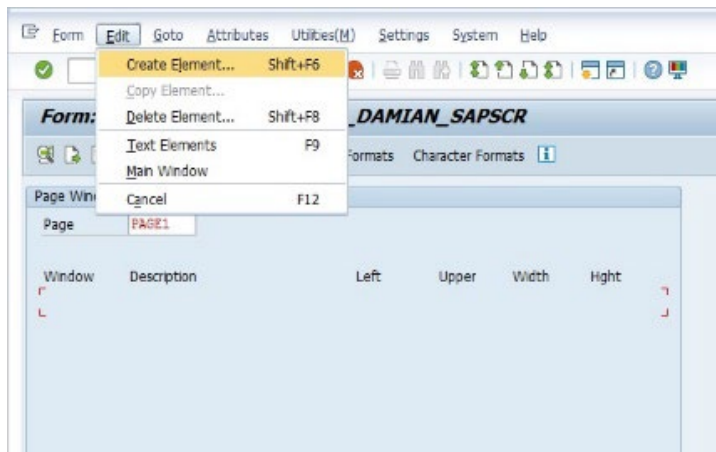 Form Edit Goto Attributes Utilities(M) Settings System Help
Create Element... Shift+F6
Copy Element...
Form: Delete Element... Shift+F8 _DAMIAN_SAPSCR
Text Elements F9 Formats Character Formats
Main Window
Page Win Cancel F12
Page PAGE1
Window Description Left Upper Width Hght